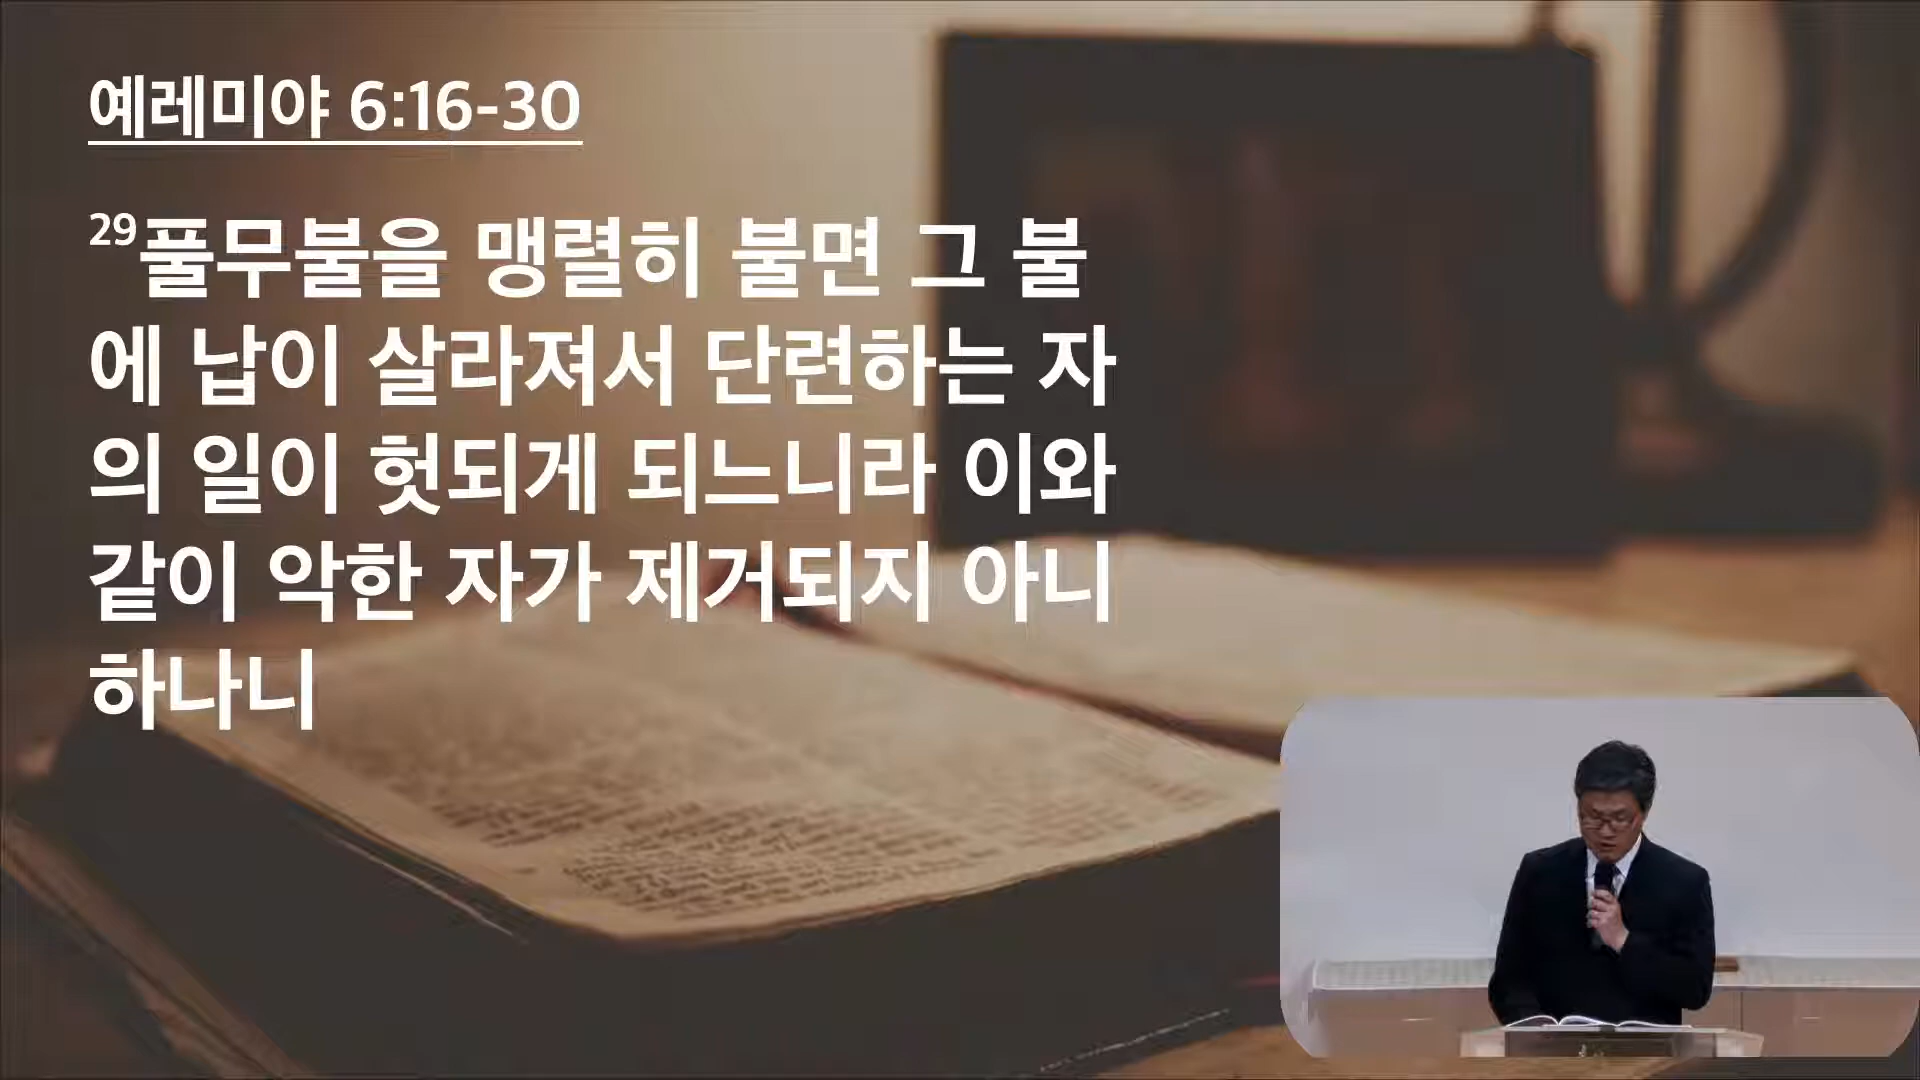 예레미야 6:16-30
29풀무불을 맹렬히 불면 그 불
에 납이 살라져서 단련하는 자
의 일이 헛되게 되느니라 이와
같이 악한 자가 제거되지 아니
하나니